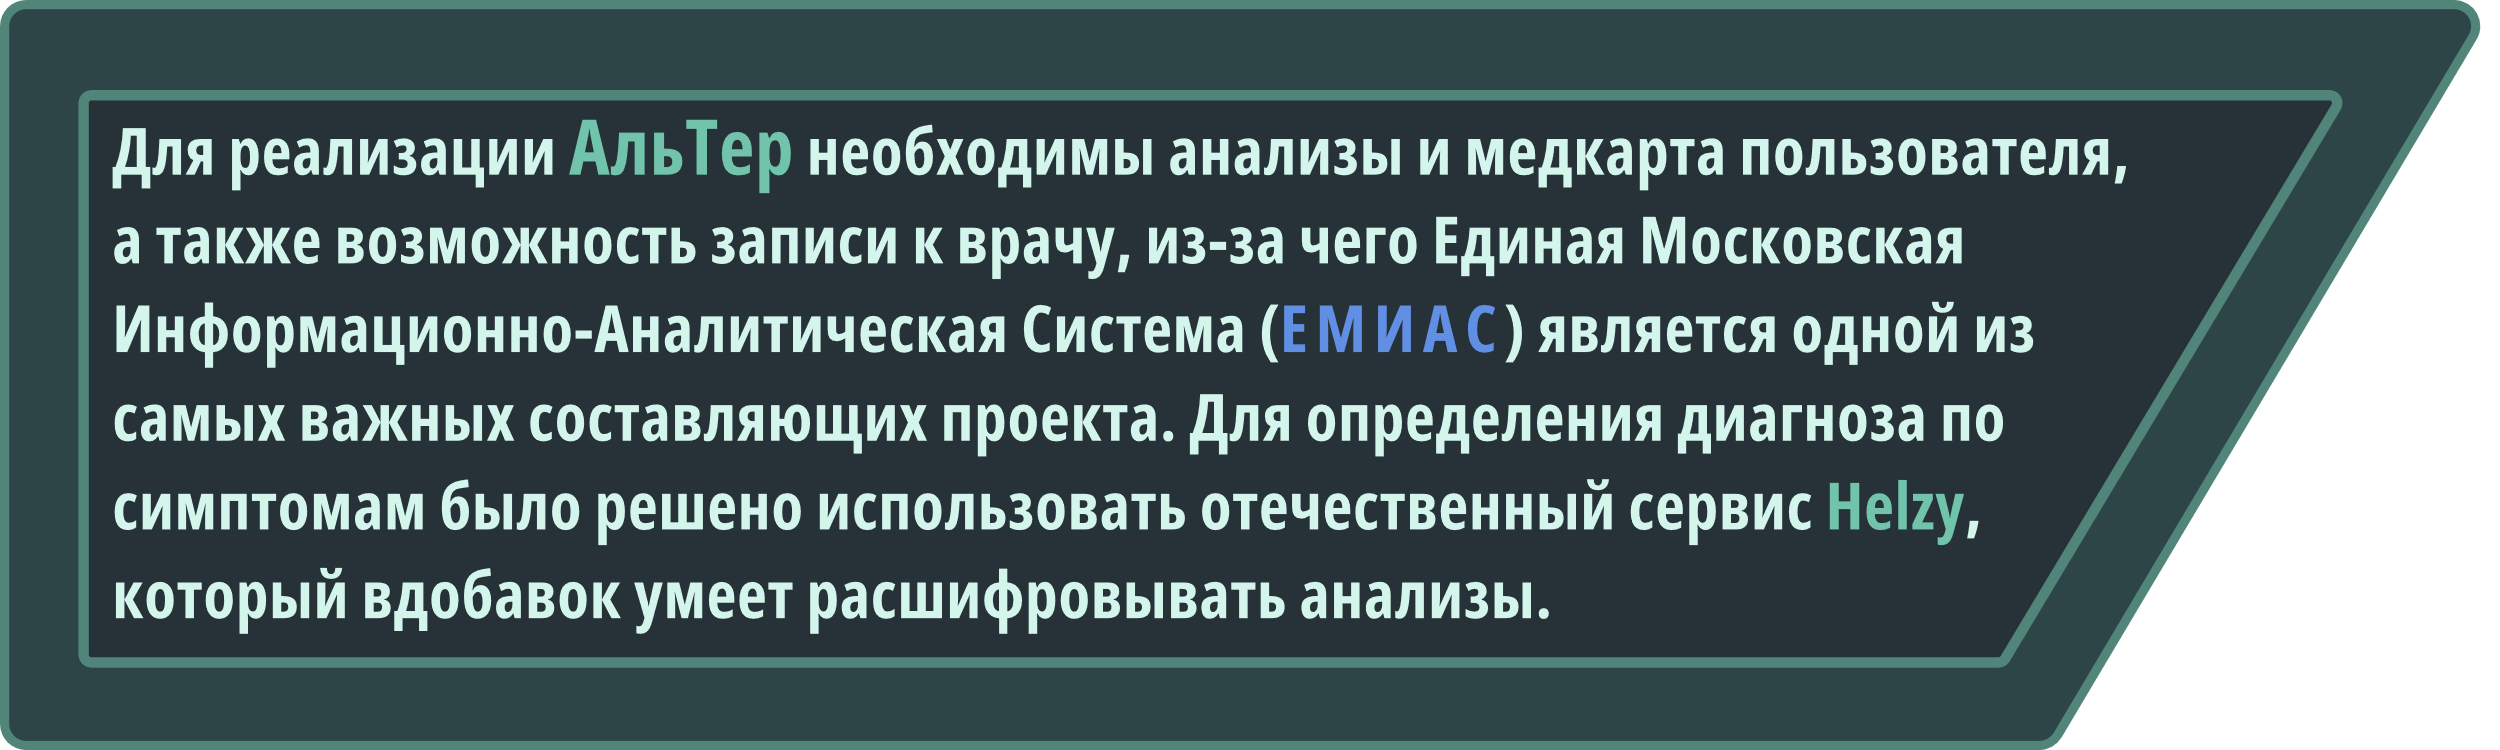 Для реализации АльТер необходимы анализы и медкарта пользователя,
а также возможность записи к врачу, из-за чего Единая Московская
Информационно-Аналитическая Система (ЕМИАС) является одной из
самых важных составлянощих проекта. Для определения диагноза по
симптомам было решено использовать отечественный сервис Helzy,
который вдобавок умеет расшифровывать анализы.